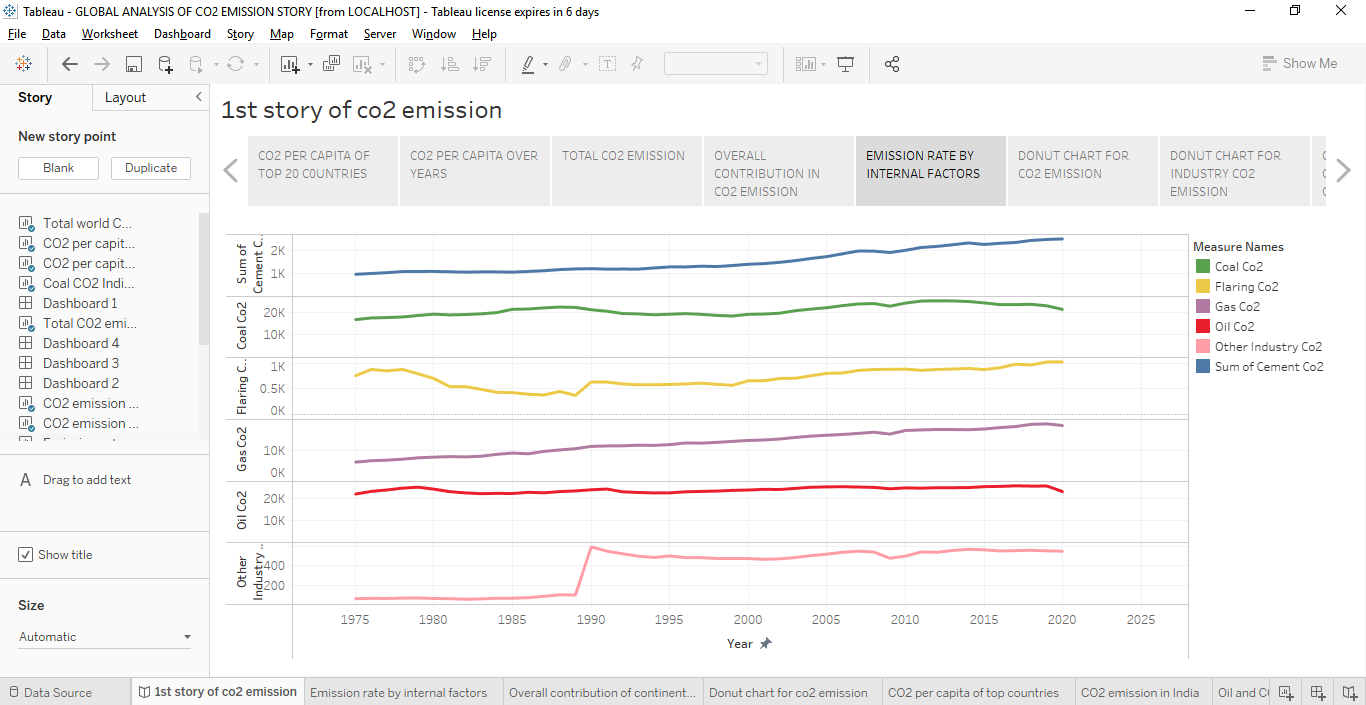 Tableau - GLOBAL ANALYSIS OF CO2 EMISSION STORY [from LOCALHOST] - Tableau license expires in 6 days
File Data Worksheet Dashboard Story Map Format Server Window Help
Show Me
Story Layout
New story point
Blank Duplicate
Total world C...
CO2 per capit...
CO2 per capit...
Coal CO2 Indi...
Dashboard 1
Total CO2 emi...
Dashboard 4
Dashboard 3
Dashboard 2
CO2 emission ...
CO2 emission ...
A Drag to add text
Show title
Size
Automatic
1st story of co2 emission
CO2 PER CAPITA OF
TOP 20 COUNTRIES
CO2 PER CAPITA OVER
YEARS
TOTAL CO2 EMISSION
OVERALL
CONTRIBUTION IN
CO2 EMISSION
EMISSION RATE BY
INTERNAL FACTORS
DONUT CHART FOR
CO2 EMISSION
DONUT CHART FOR
INDUSTRY CO2
EMISSION
Sum of
Cement C..
2K
1K
Coal Co2
20K
10K
Flaring C..
1K
0.5K
0K
Gas Co2
10K
0K
Oil Co2
20K
10K
Other
Industry ..
400
200
1975 1980 1985 1990 1995 2000 2005 2010 2015 2020 2025
Year
Measure Names
Coal Co2
Flaring Co2
Gas Co2
Oil Co2
Other Industry Co2
Sum of Cement Co2
Data Source 1st story of co2 emission Emission rate by internal factors Overall contribution of continent... Donut chart for co2 emission CO2 per capita of top countries CO2 emission in India Oil and